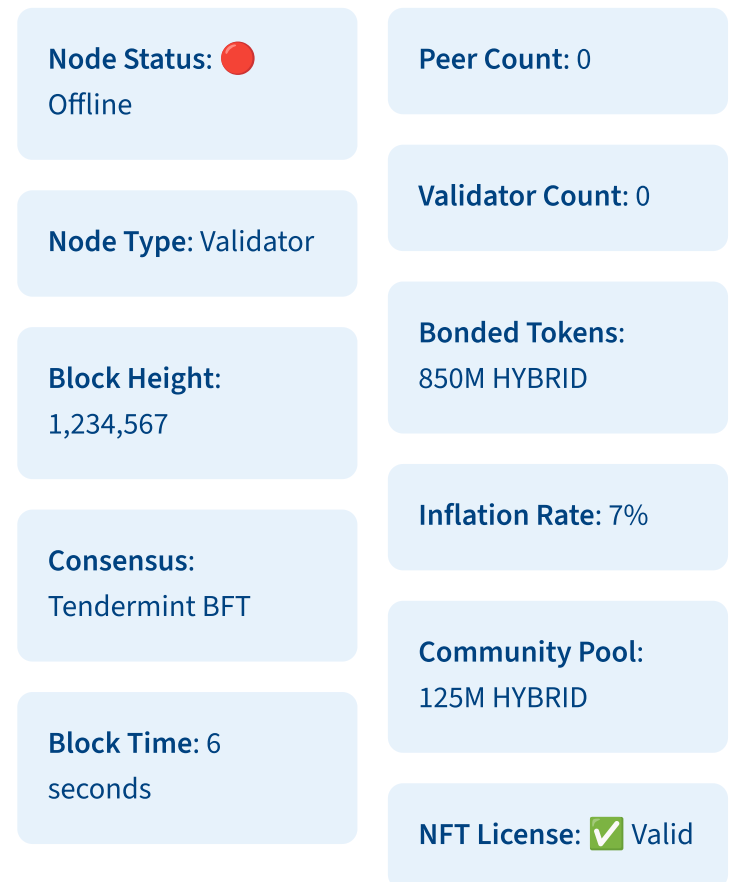 Node Status: 🔴
Offline
Node Type: Validator
Block Height:
1,234,567
Consensus:
Tendermint BFT
Block Time: 6
seconds
Peer Count: 0
Validator Count: 0
Bonded Tokens:
850M HYBRID
Inflation Rate: 7%
Community Pool:
125M HYBRID
NFT License: ✅ Valid